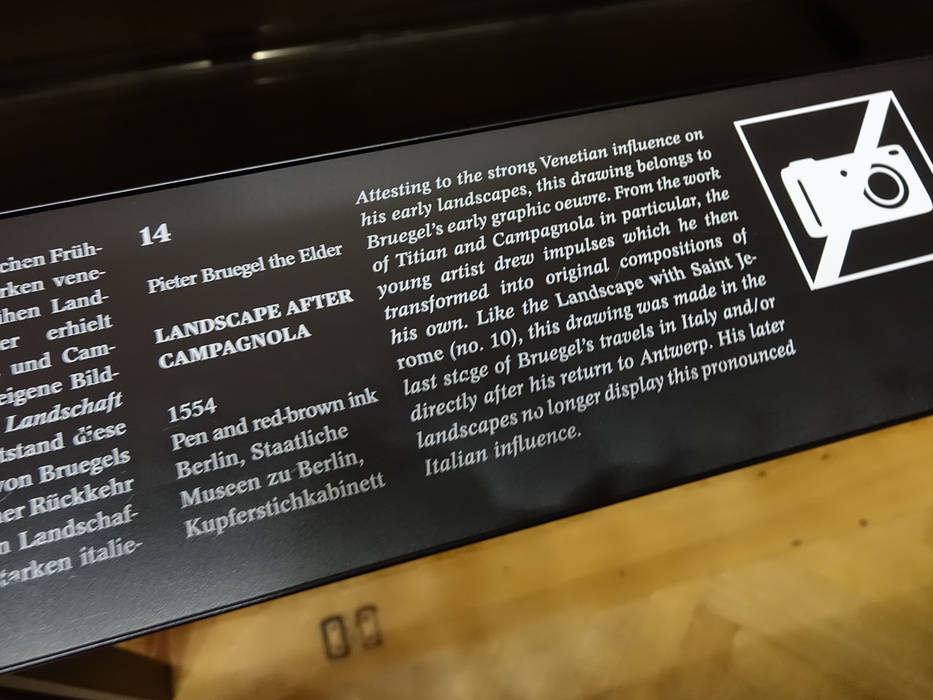 chen Früh-
rken vene-
hen Land-
er erhielt
und Cam-
eigene Bild-
Landschaft
tstand diese
von Bruegels
er Rückkehr
n Landschaf-
tarken italie-
14
Pieter Bruegel the Elder
LANDSCAPE AFTER
CAMPAGNOLA
1554
Pen and red-brown ink
Berlin, Staatliche
Museen zu Berlin,
Kupferstichkabinett
Attesting to the strong Venetian influence on
his early landscapes, this drawing belongs to
Bruegel's early graphic oeuvre. From the work
of Titian and Campagnola in particular, the
young artist drew impulses which he then
transformed into original compositions of
his own. Like the Landscape with Saint Je-
rome (no. 10), this drawing was made in the
last stage of Bruegel's travels in Italy and/or
directly after his return to Antwerp. His later
landscapes no longer display this pronounced
Italian influence.